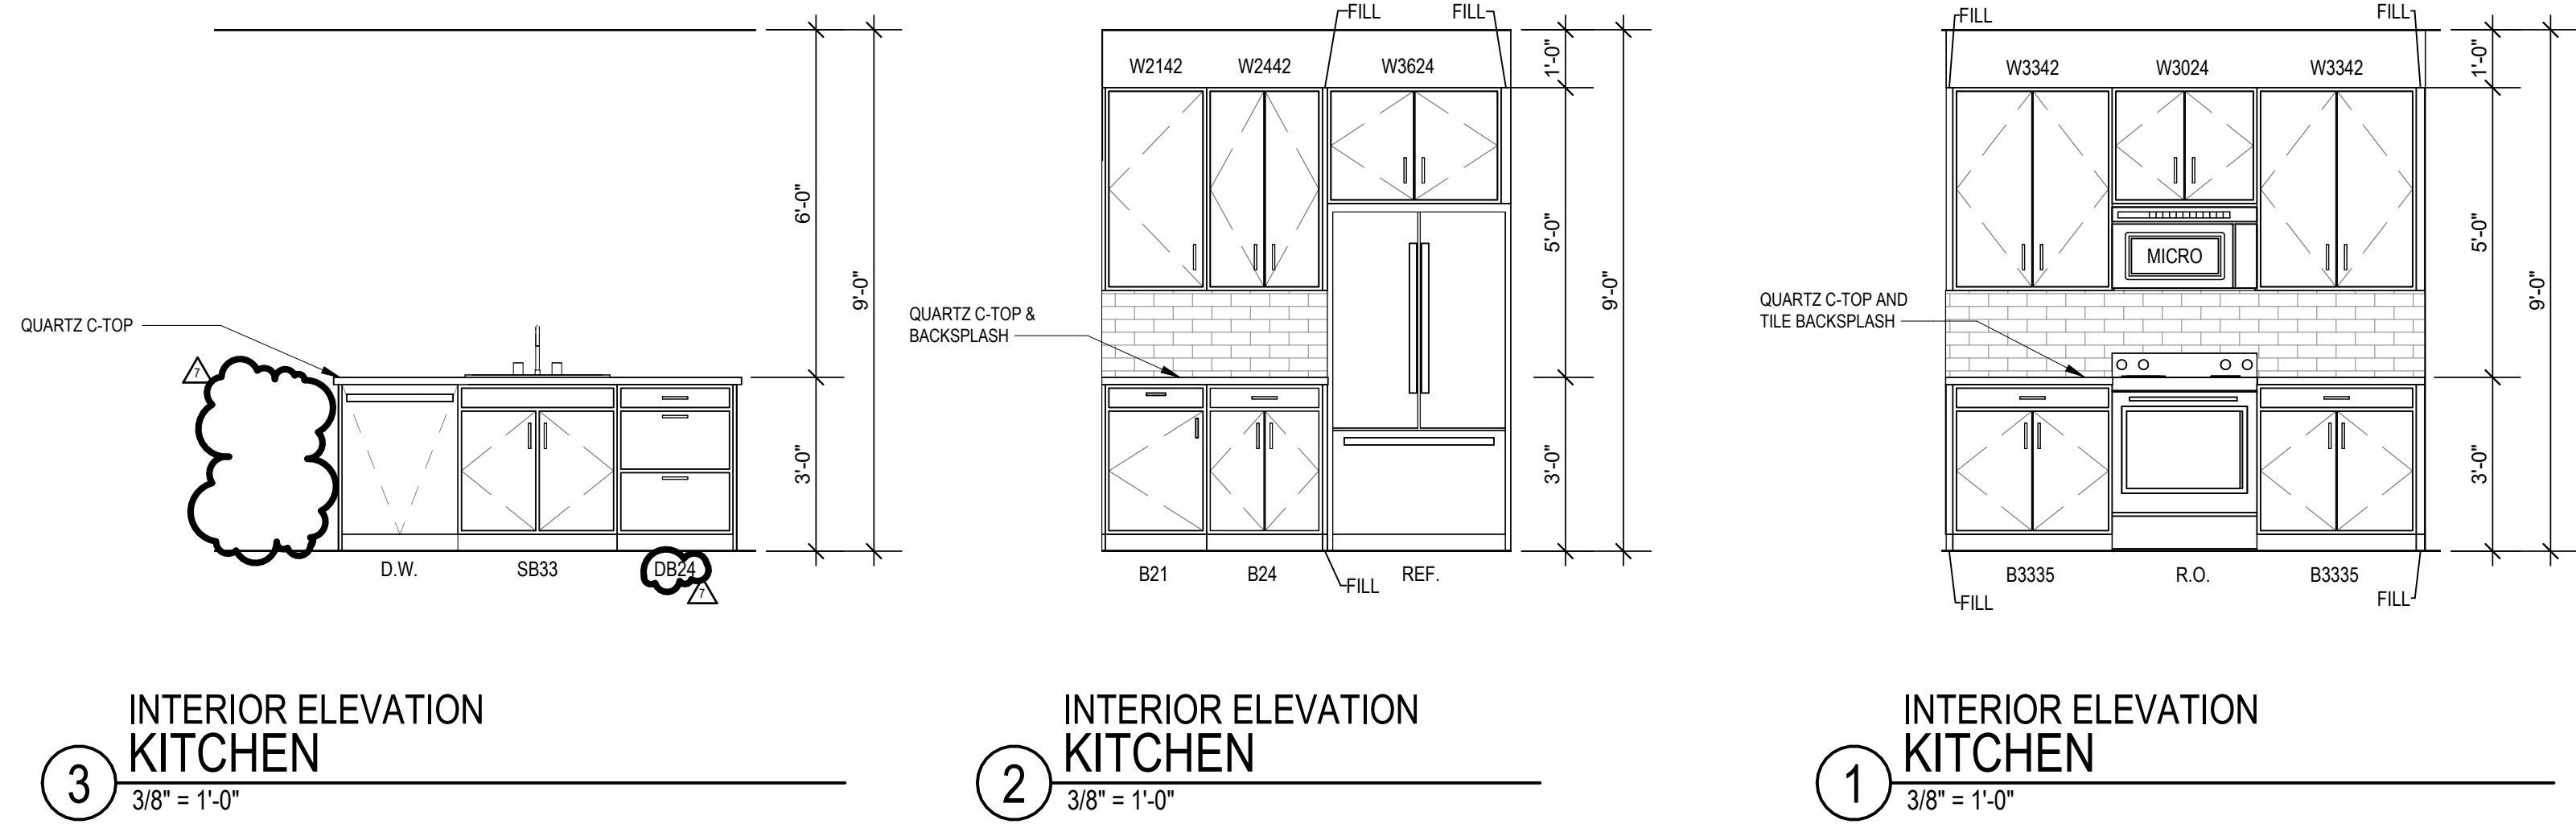 6'-0"
9'-0"
QUARTZ C-TOP
7
3'-0"
D.W.
SB33
DB24
7
INTERIOR ELEVATION
KITCHEN
3
3/8" = 1'-0"
FILL
FILL
W2142
W2442
W3624
1'-0"
5'-0"
9'-0"
QUARTZ C-TOP &
BACKSPLASH
3'-0"
B21
B24
FILL
REF.
INTERIOR ELEVATION
KITCHEN
2
3/8" = 1'-0"
FILL
FILL
W3342
W3024
W3342
1'-0"
5'-0"
MICRO
9'-0"
QUARTZ C-TOP AND
TILE BACKSPLASH
3'-0"
B3335
R.O.
B3335
FILL
FILL
INTERIOR ELEVATION
KITCHEN
1
3/8" = 1'-0"